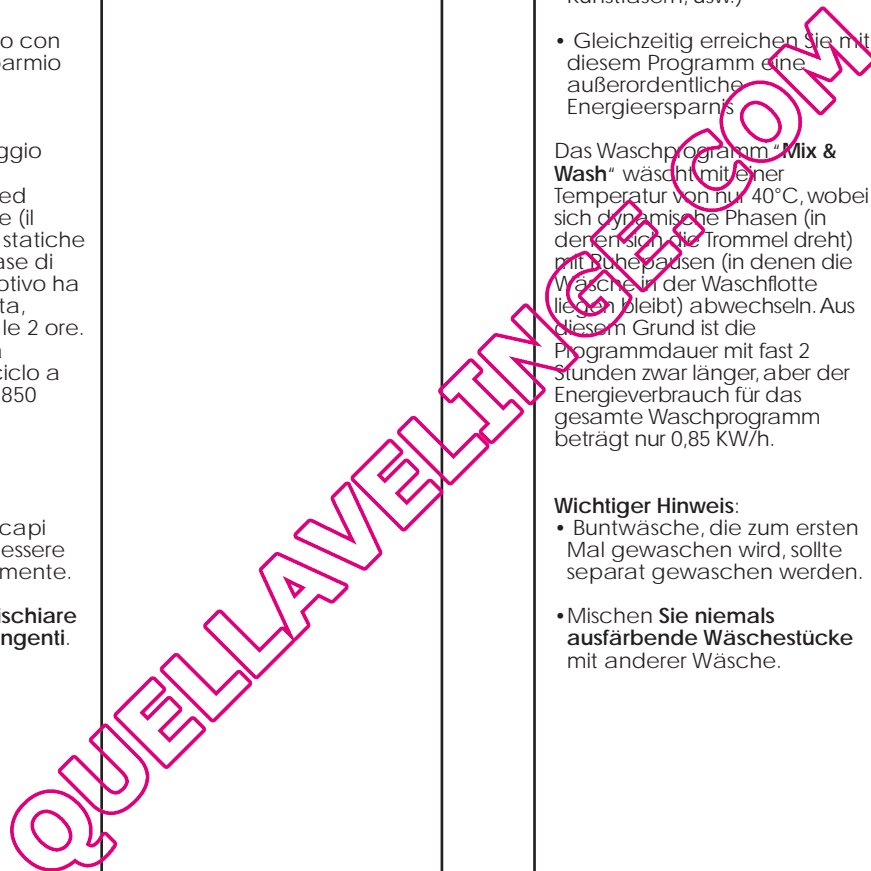 o con
armio
ggio
ed
e (il
statiche
ase di
otivo ha
ta,
le 2 ore.
ciclo a
850
capi
essere
mente.
ischiare
ngenti.
• Gleichzeitig erreichen Sie mit
diesem Programm eine
außerordentliche
Energieersparnis
Das Waschprogramm "Mix &
Wash" wäscht mit einer
Temperatur von nur 40°C, wobei
sich dynamische Phasen (in
denen sich die Trommel dreht)
mit Ruhepausen (in denen die
Wäsche in der Waschflotte
liegen bleibt) abwechseln. Aus
diesem Grund ist die
Programmdauer mit fast 2
Stunden zwar länger, aber der
Energieverbrauch für das
gesamte Waschprogramm
beträgt nur 0,85 KW/h.
Wichtiger Hinweis:
• Buntwäsche, die zum ersten
Mal gewaschen wird, sollte
separat gewaschen werden.
• Mischen Sie niemals
ausfärbende Wäschestücke
mit anderer Wäsche.
QUELLAVELINGE.COM